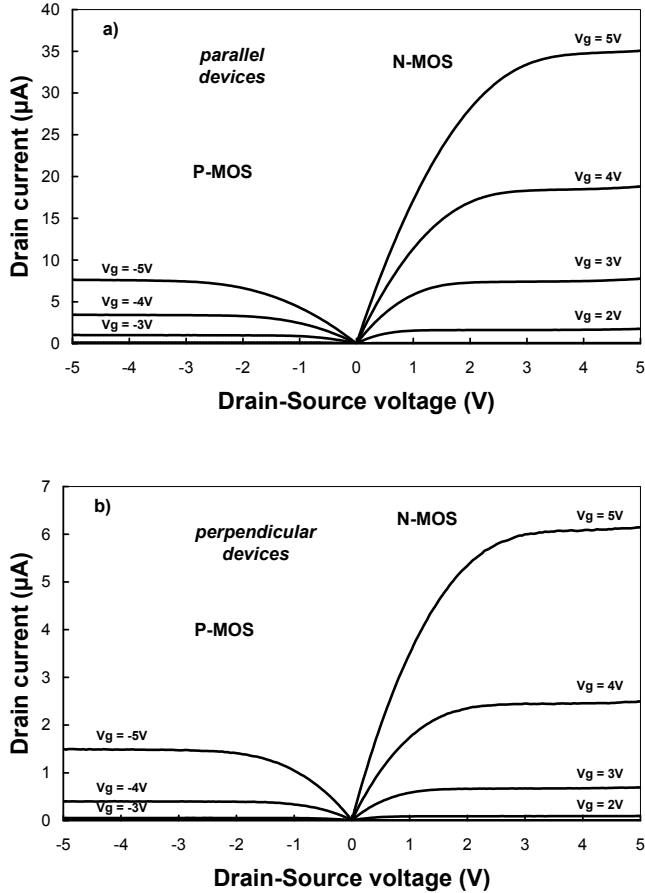 a)
parallel
devices
N-MOS
P-MOS
Vg = 5V
Vg = 4V
Vg = 3V
Vg = 2V
Vg = -5V
Vg = -4V
Vg = -3V
40
35
30
25
20
15
10
5
0
Drain current (µA)
-5 -4 -3 -2 -1 0 1 2 3 4 5
Drain-Source voltage (V)
b)
perpendicular
devices
N-MOS
P-MOS
Vg = 5V
Vg = 4V
Vg = 3V
Vg = 2V
Vg = -5V
Vg = -4V
Vg = -3V
7
6
5
4
3
2
1
0
Drain current (µA)
-5 -4 -3 -2 -1 0 1 2 3 4 5
Drain-Source voltage (V)